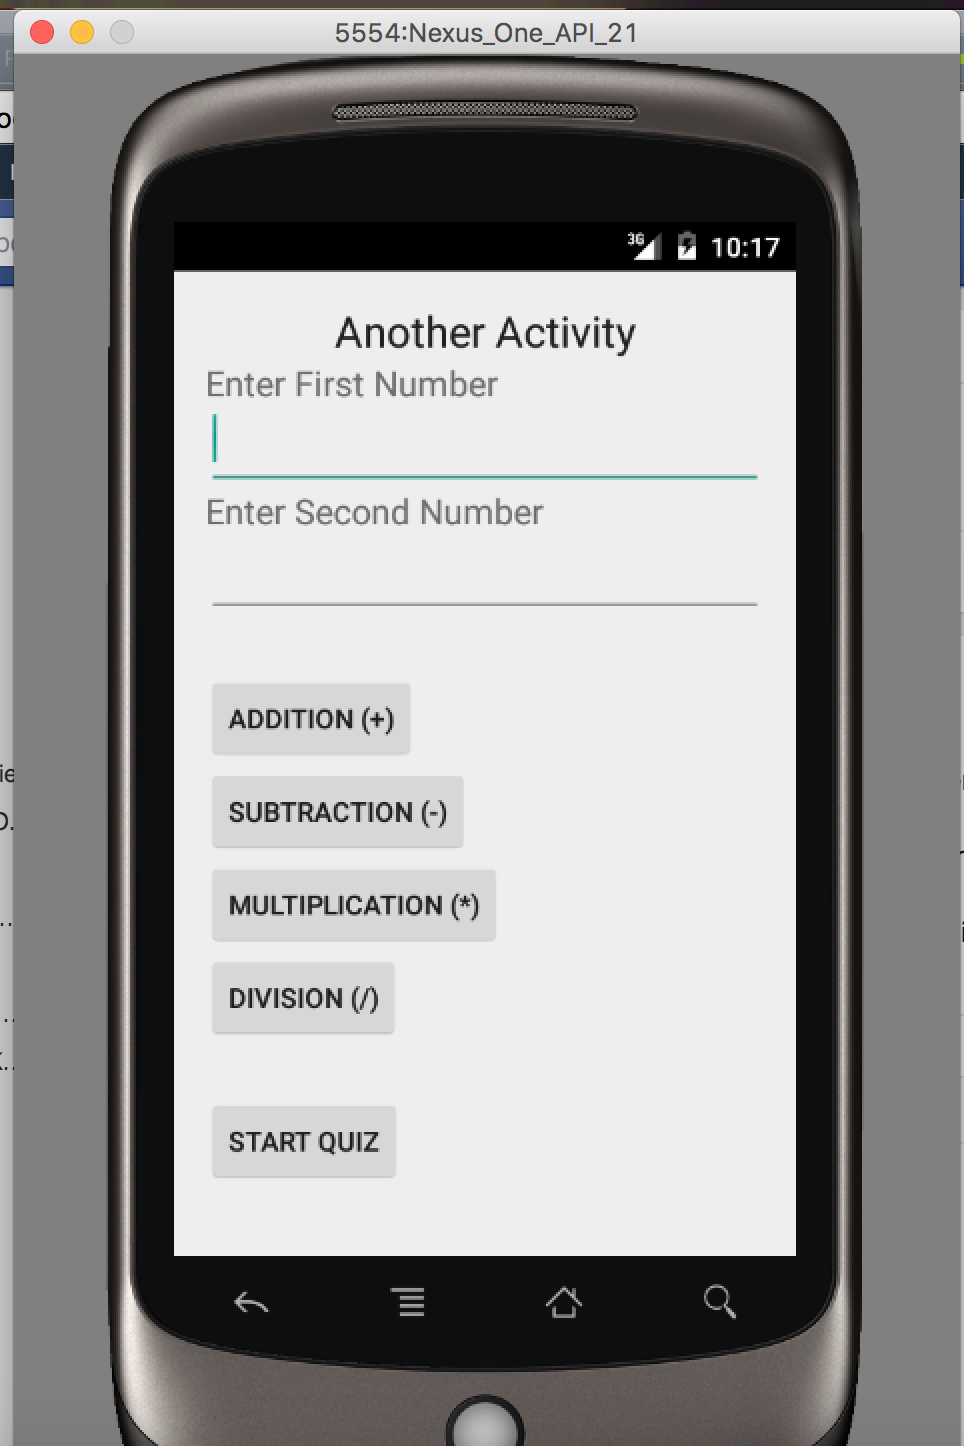 5554:Nexus_One_API_21
3G 10:17
Another Activity
Enter First Number
Enter Second Number
ADDITION (+)
SUBTRACTION (-)
MULTIPLICATION (*)
DIVISION (/)
START QUIZ